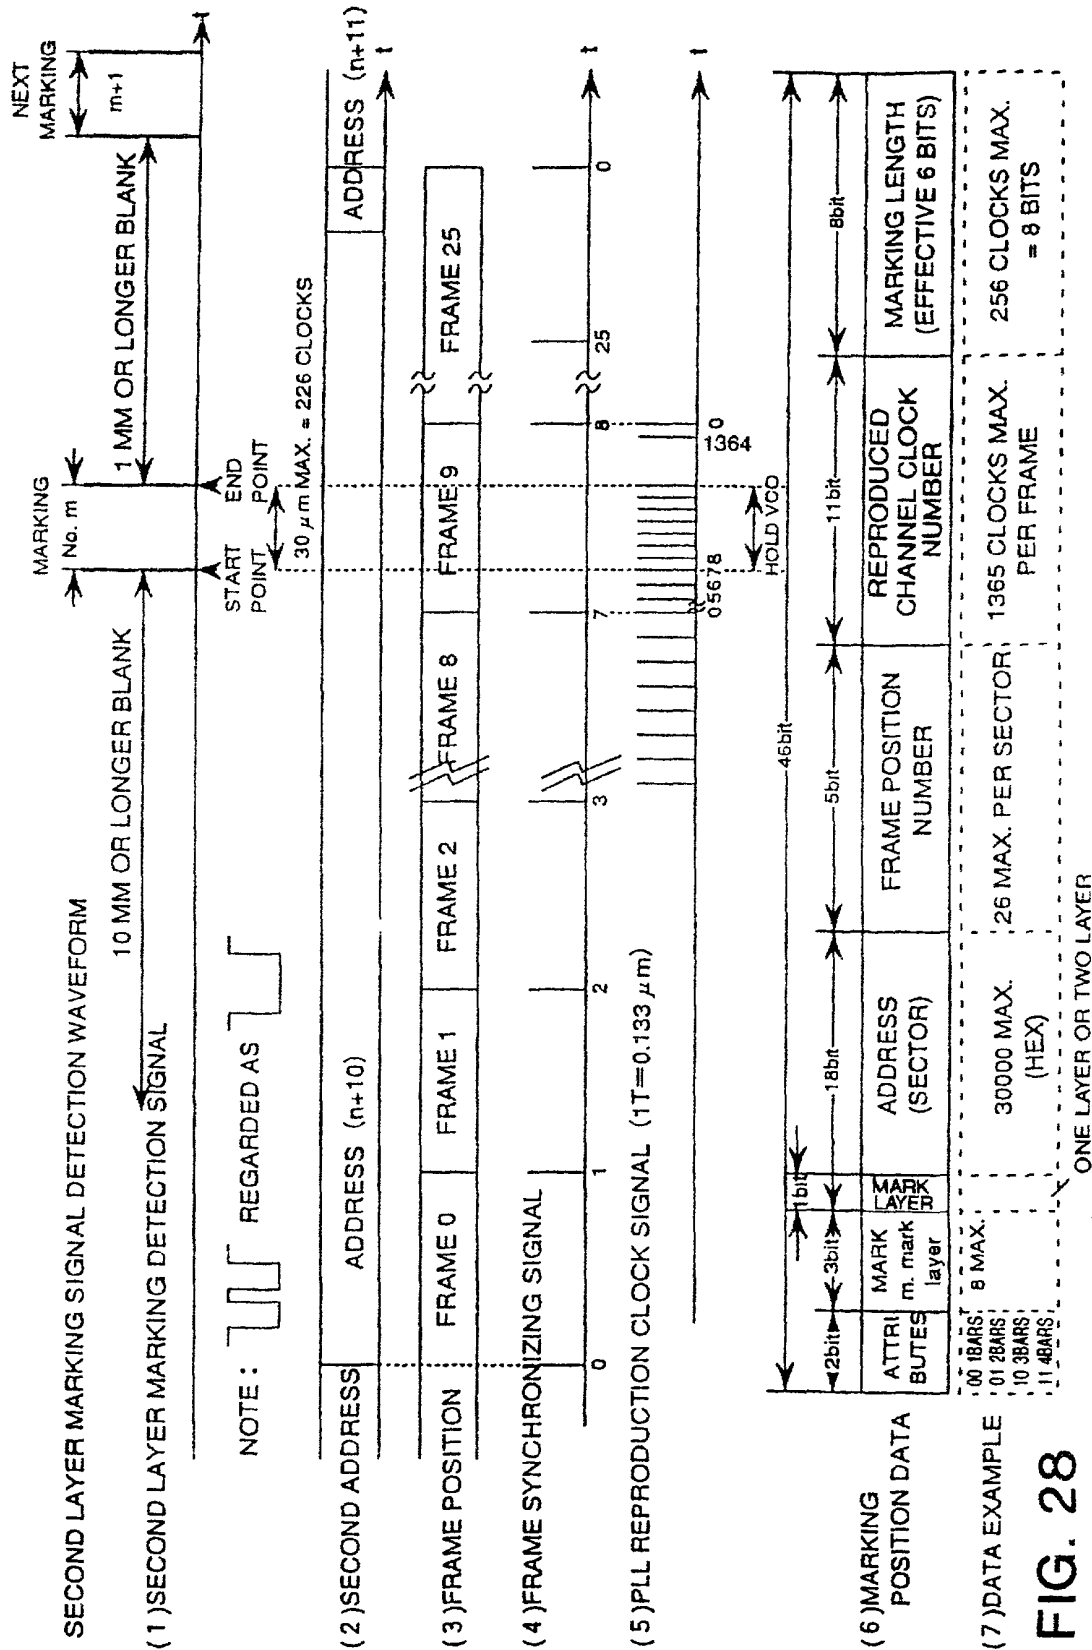 SECOND LAYER MARKING SIGNAL DETECTION WAVEFORM
(1)SECOND LAYER MARKING DETECTION SIGNAL
10 MM OR LONGER BLANK
MARKING
No. m
1 MM OR LONGER BLANK
NEXT
MARKING
m+1
t
START
POINT
END
POINT
NOTE :
REGARDED AS
30 μm MAX. = 226 CLOCKS
(2)SECOND ADDRESS
ADDRESS (n+10)
ADDRESS (n+11)
t
(3)FRAME POSITION
FRAME 0
FRAME 1
FRAME 2
FRAME 8
FRAME 9
FRAME 25
(4)FRAME SYNCHRONIZING SIGNAL
0
1
2
3
7
8
25
0
t
(5)PLL REPRODUCTION CLOCK SIGNAL (1T=0.133 μm)
0 5 6 7 8
1364
0
t
HOLD VCO
46bit
2bit
3bit
1bit
18bit
5bit
11bit
8bit
(6)MARKING
POSITION DATA
ATTRI
BUTES
MARK
m. mark
layer
MARK
LAYER
ADDRESS
(SECTOR)
FRAME POSITION
NUMBER
REPRODUCED
CHANNEL CLOCK
NUMBER
MARKING LENGTH
(EFFECTIVE 6 BITS)
(7)DATA EXAMPLE
00 1BARS
01 2BARS
10 3BARS
11 4BARS
8 MAX.
30000 MAX.
(HEX)
26 MAX. PER SECTOR
1365 CLOCKS MAX.
PER FRAME
256 CLOCKS MAX.
= 8 BITS
ONE LAYER OR TWO LAYER
FIG. 28